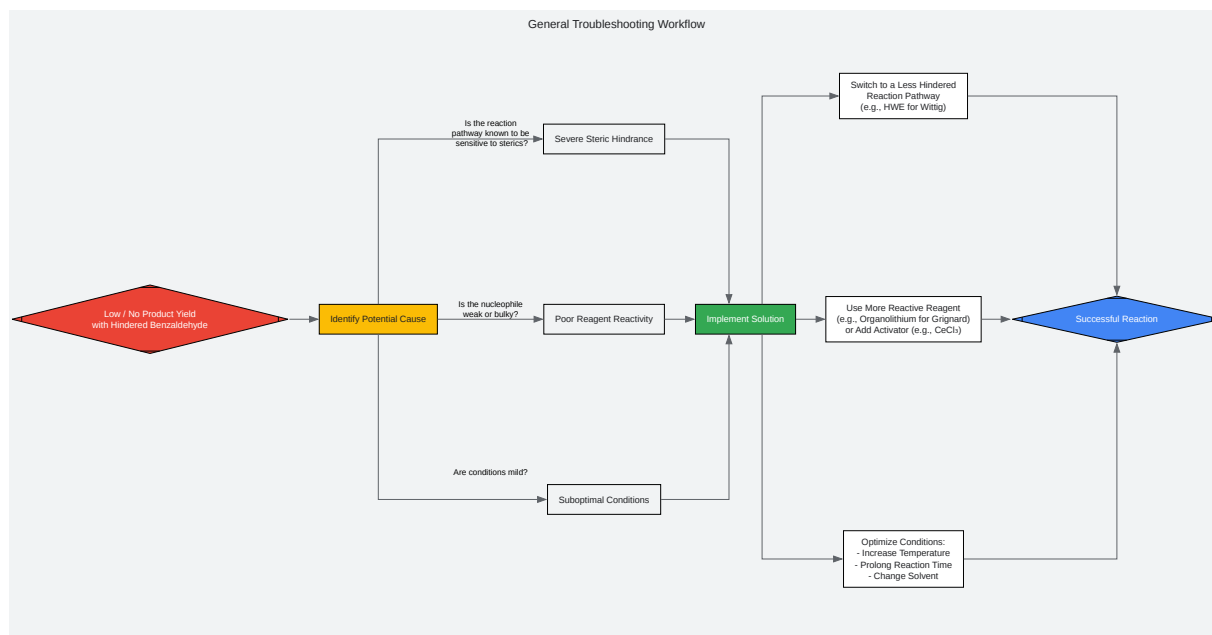 General Troubleshooting Workflow
Switch to a Less Hindered
Reaction Pathway
(e.g., HWE for Wittig)
Is the reaction
pathway known to be
sensitive to sterics?
Severe Steric Hindrance
Low / No Product Yield
with Hindered Benzaldehyde
Identify Potential Cause
Is the nucleophile
weak or bulky?
Poor Reagent Reactivity
Implement Solution
Use More Reactive Reagent
(e.g., Organolithium for Grignard)
or Add Activator (e.g., CeCl₃)
Successful Reaction
Are conditions mild?
Suboptimal Conditions
Optimize Conditions:
- Increase Temperature
- Prolong Reaction Time
- Change Solvent